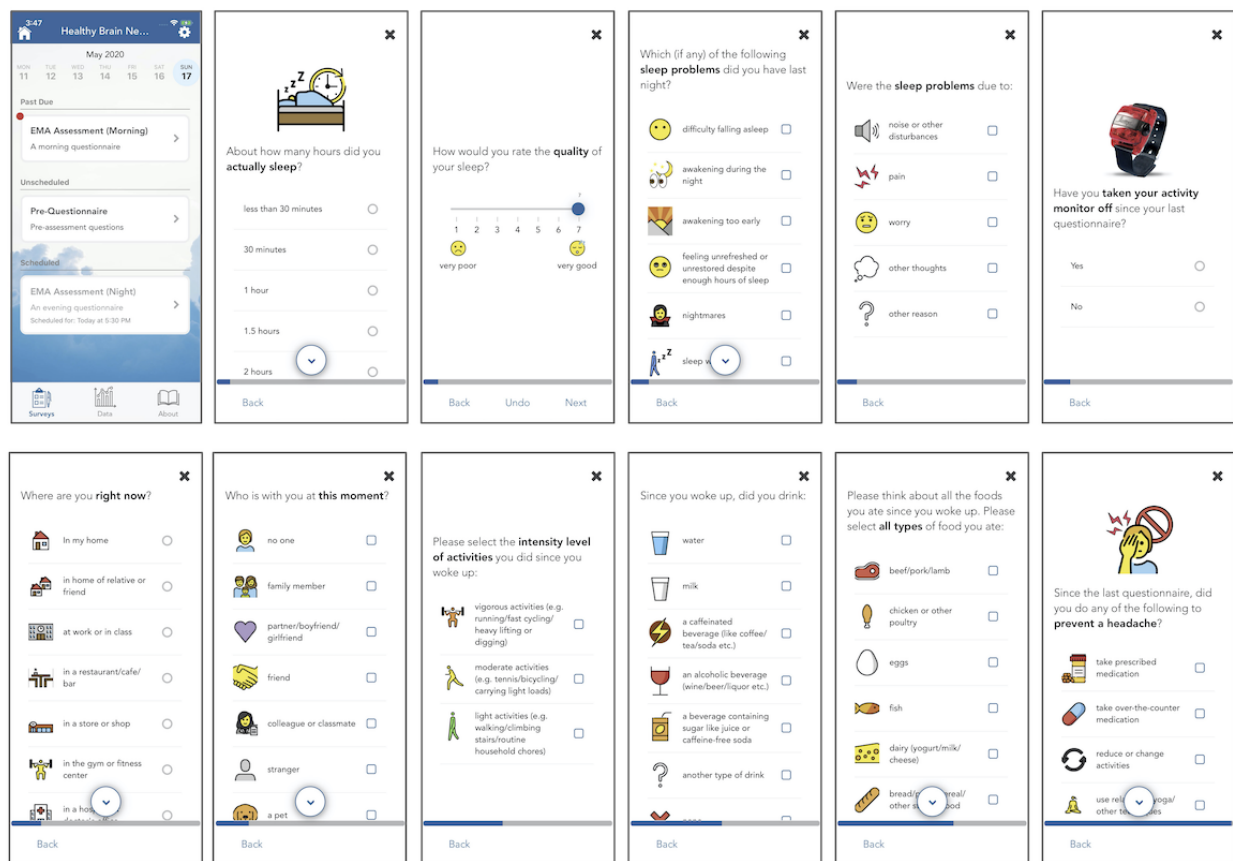 3:47
Healthy Brain Ne...
May 2020
MON TUE WED THU FRI SAT SUN
11 12 13 14 15 16 17
Past Due
EMA Assessment (Morning)
A morning questionnaire
Unscheduled
Pre-Questionnaire
Pre-assessment questions
Scheduled
EMA Assessment (Night)
An evening questionnaire
Scheduled for: Today at 5:30 PM
Surveys Data About
About how many hours did you
actually sleep?
less than 30 minutes
30 minutes
1 hour
1.5 hours
2 hours
Back
How would you rate the quality of
your sleep?
7
1 2 3 4 5 6 7
very poor very good
Back Undo Next
Which (if any) of the following
sleep problems did you have last
night?
difficulty falling asleep
awakening during the
night
awakening too early
feeling unrefreshed or
unrestored despite
enough hours of sleep
nightmares
sleep
Back
Were the sleep problems due to:
noise or other
disturbances
pain
worry
other thoughts
other reason
Back
Have you taken your activity
monitor off since your last
questionnaire?
Yes
No
Back
Where are you right now?
In my home
in home of relative or
friend
at work or in class
in a restaurant/cafe/
bar
in a store or shop
in the gym or fitness
center
in a
Back
Who is with you at this moment?
no one
family member
partner/boyfriend/
girlfriend
friend
colleague or classmate
stranger
a pet
Back
Please select the intensity level
of activities you did since you
woke up:
vigorous activities (e.g.
running/fast cycling/
heavy lifting or
digging)
moderate activities
(e.g. tennis/bicycling/
carrying light loads)
light activities (e.g.
walking/climbing
stairs/routine
household chores)
Back
Since you woke up, did you drink:
water
milk
a caffeinated
beverage (like coffee/
tea/soda etc.)
an alcoholic beverage
(wine/beer/liquor etc.)
a beverage containing
sugar like juice or
caffeine-free soda
another type of drink
Back
Please think about all the foods
you ate since you woke up. Please
select all types of food you ate:
beef/pork/lamb
chicken or other
poultry
eggs
fish
dairy (yogurt/milk/
cheese)
other
Back
Since the last questionnaire, did
you do any of the following to
prevent a headache?
take prescribed
medication
take over-the-counter
medication
reduce or change
activities
use
other
Back